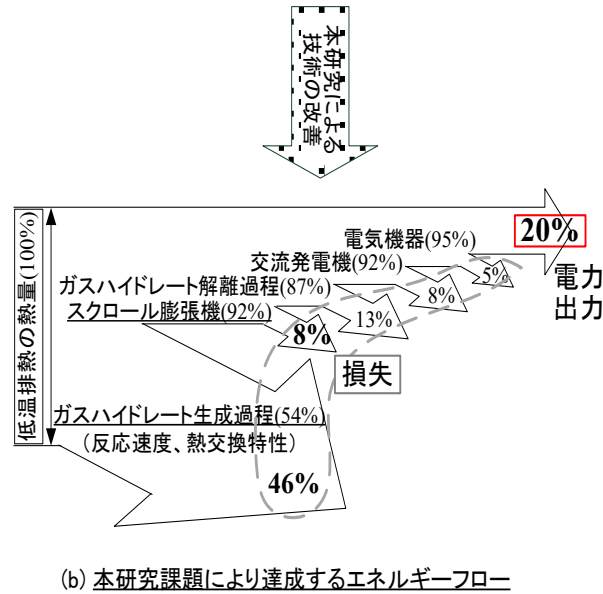 本研究による
技術の改善
低温排熱の熱量(100%)
電気機器(95%)
20%
交流発電機(92%)
5%
電力
出力
ガスハイドレート解離過程(87%)
8%
スクロール膨張機(92%)
13%
8%
損失
ガスハイドレート生成過程(54%)
（反応速度、熱交換特性）
46%
(b) 本研究課題により達成するエネルギーフロー